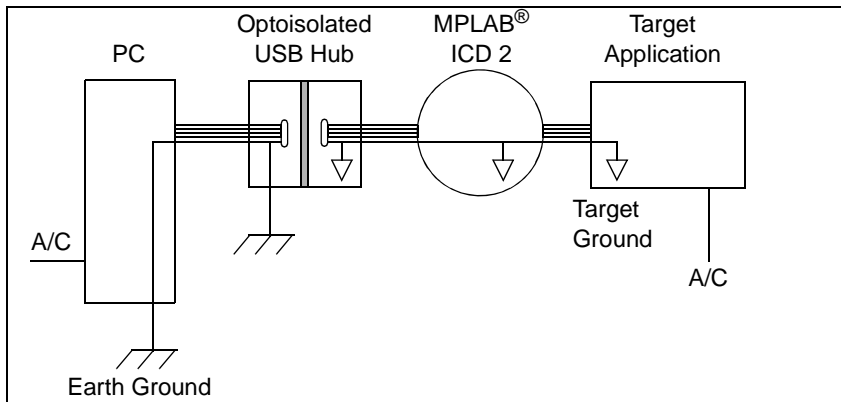 PC
Optoisolated
USB Hub
MPLAB®
ICD 2
Target
Application
A/C
Target
Ground
A/C
Earth Ground